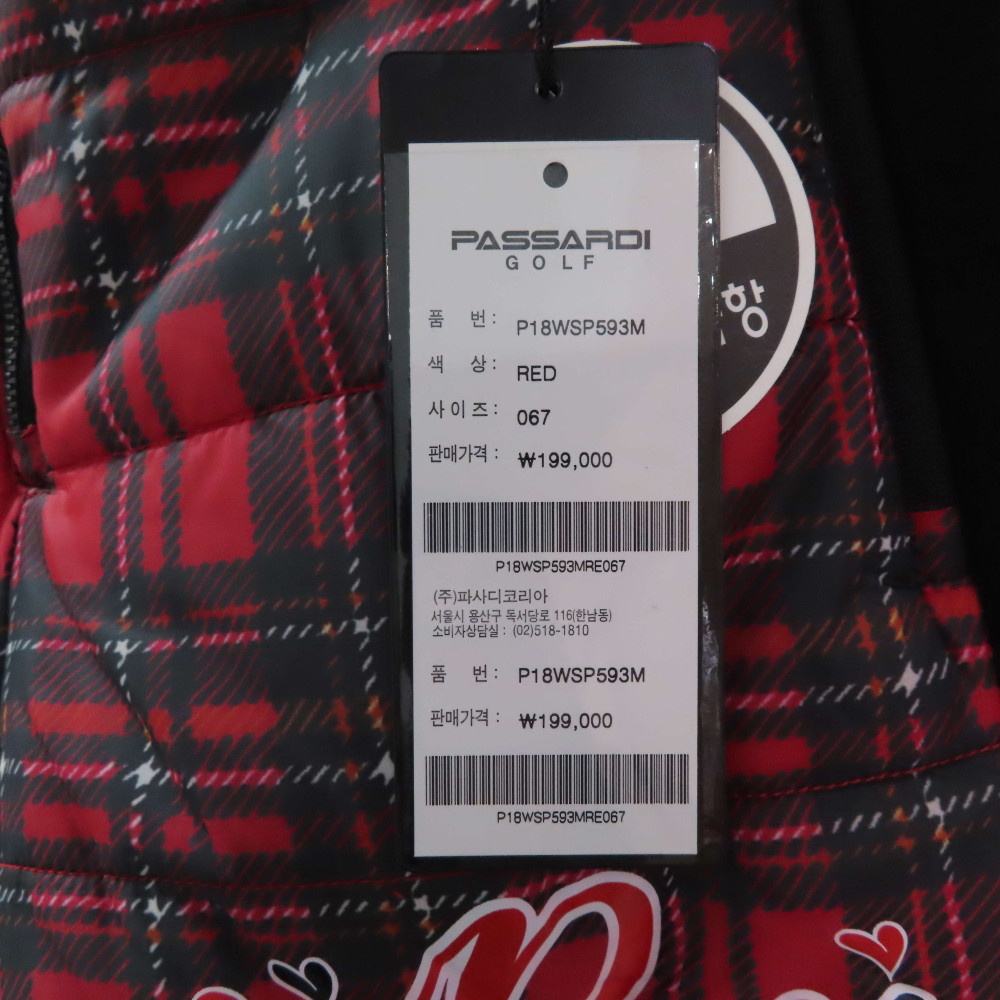 PASSARDI
GOLF
품 번 : P18WSP593M
색 상 : RED
사 이 즈 : 067
판매가격 : ₩199,000
P18WSP593MRE067
(주)파사디코리아
서울시 용산구 독서당로 116(한남동)
소비자상담실 : (02)518-1810
품 번 : P18WSP593M
판매가격 : ₩199,000
P18WSP593MRE067
항